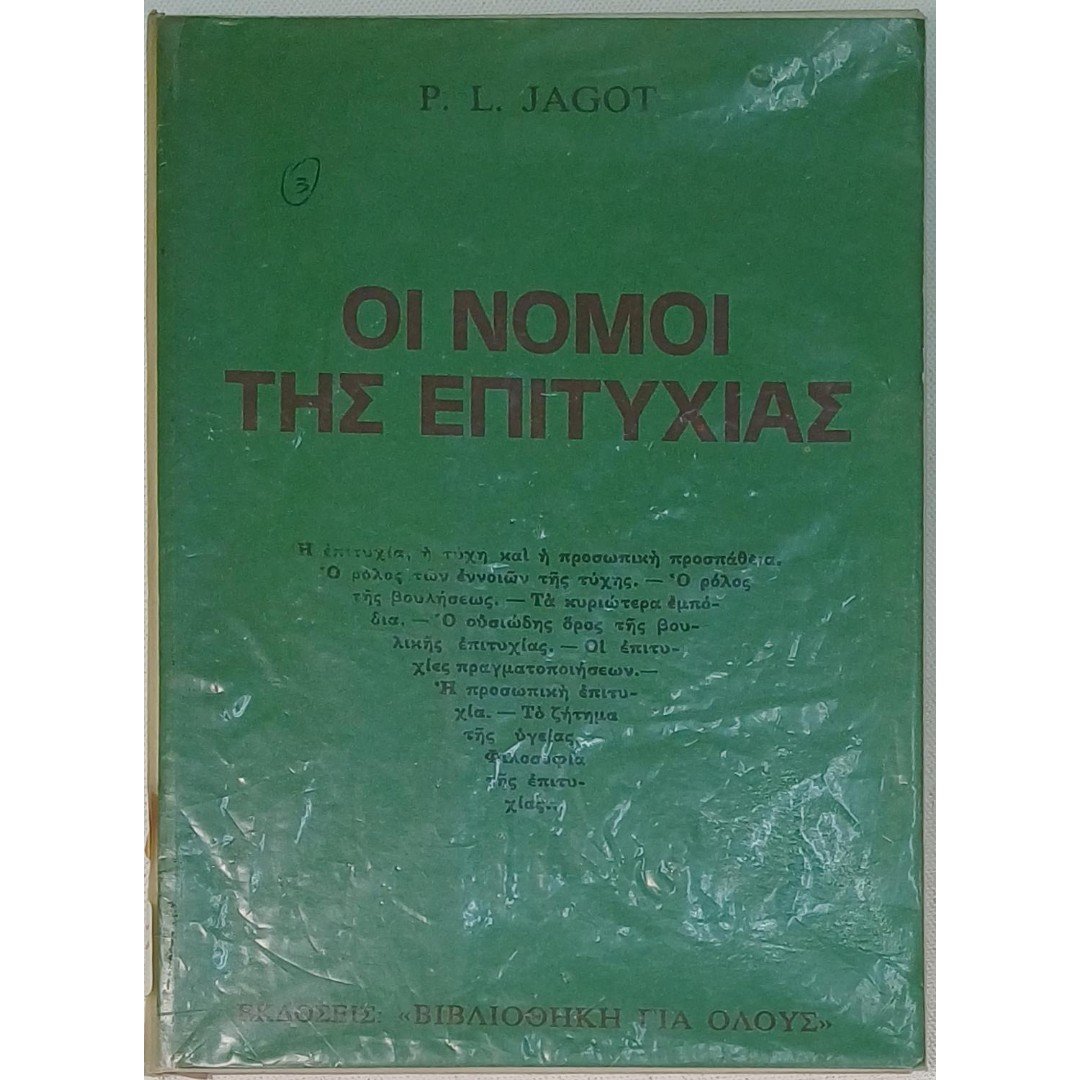 P. L. JAGOT
3
ΟΙ ΝΟΜΟΙ
ΤΗΣ ΕΠΙΤΥΧΙΑΣ
Ἡ ἐπιτυχία, ἡ τύχη καὶ ἡ προσωπικὴ προσπάθεια.
Ὁ ρόλος τῶν ἐννοιῶν τῆς τύχης. — Ὁ ρόλος
τῆς βουλήσεως. — Τὰ κυριώτερα ἐμπό-
δια. — Ὁ οὐσιώδης ὅρος τῆς βου-
λικῆς ἐπιτυχίας. — Οἱ ἐπιτυ-
χίες πραγματοποιήσεων.—
Ἡ προσωπικὴ ἐπιτυ-
χία. — Τὸ ζήτημα
τῆς ὑγείας
Φιλοσοφία
τῆς ἐπιτυ-
χίας..
ΕΚΔΟΣΕΙΣ: «ΒΙΒΛΙΟΘΗΚΗ ΓΙΑ ΟΛΟΥΣ»